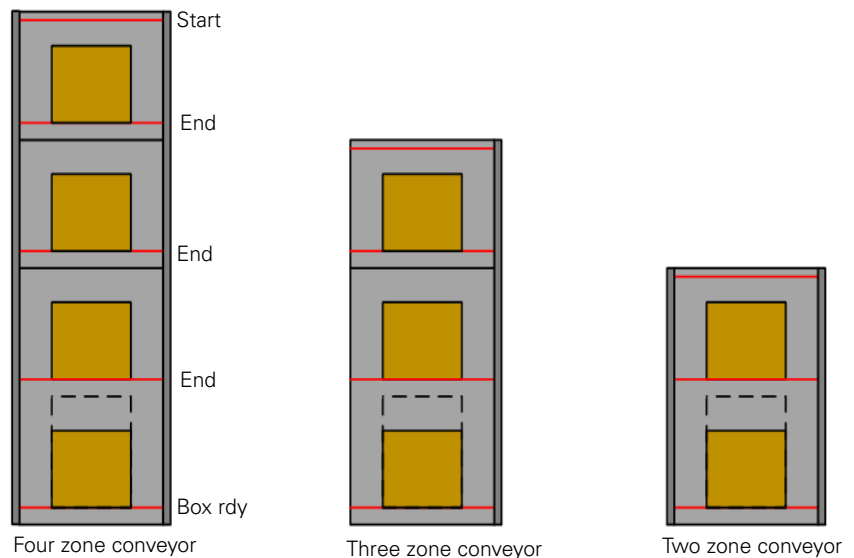 Start
End
End
End
Box rdy
Four zone conveyor
Three zone conveyor
Two zone conveyor